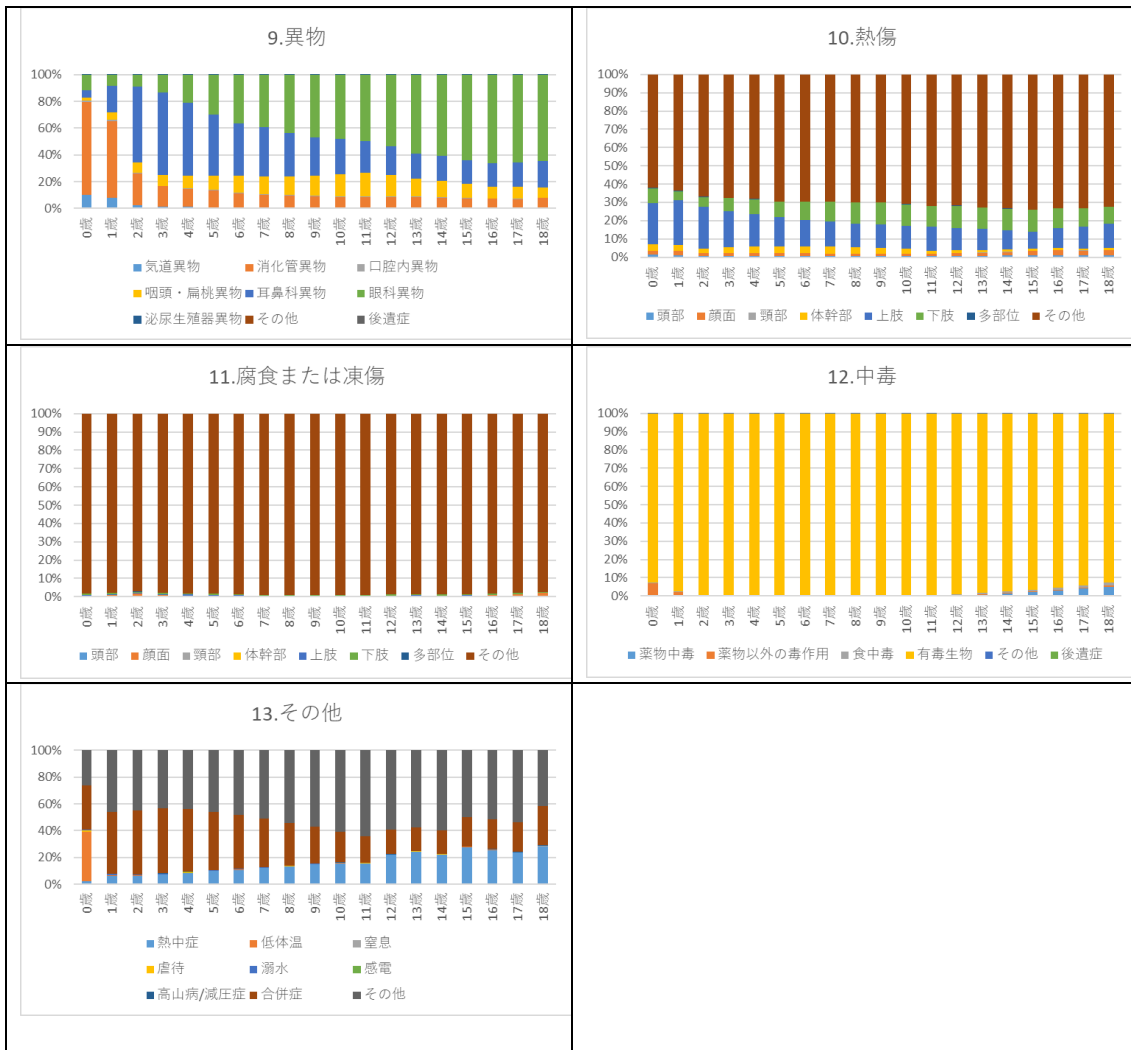 9.異物
100%
80%
60%
40%
20%
0%
0歳 1歳 2歳 3歳 4歳 5歳 6歳 7歳 8歳 9歳 10歳 11歳 12歳 13歳 14歳 15歳 16歳 17歳 18歳
気道異物 消化管異物 口腔内異物
咽頭・扁桃異物 耳鼻科異物 眼科異物
泌尿生殖器異物 その他 後遺症
10.熱傷
100%
90%
80%
70%
60%
50%
40%
30%
20%
10%
0%
0歳 1歳 2歳 3歳 4歳 5歳 6歳 7歳 8歳 9歳 10歳 11歳 12歳 13歳 14歳 15歳 16歳 17歳 18歳
頭部 顔面 頸部 体幹部 上肢 下肢 多部位 その他
11.腐食または凍傷
100%
90%
80%
70%
60%
50%
40%
30%
20%
10%
0%
0歳 1歳 2歳 3歳 4歳 5歳 6歳 7歳 8歳 9歳 10歳 11歳 12歳 13歳 14歳 15歳 16歳 17歳 18歳
頭部 顔面 頸部 体幹部 上肢 下肢 多部位 その他
12.中毒
100%
90%
80%
70%
60%
50%
40%
30%
20%
10%
0%
0歳 1歳 2歳 3歳 4歳 5歳 6歳 7歳 8歳 9歳 10歳 11歳 12歳 13歳 14歳 15歳 16歳 17歳 18歳
薬物中毒 薬物以外の毒作用 食中毒 有毒生物 その他 後遺症
13.その他
100%
80%
60%
40%
20%
0%
0歳 1歳 2歳 3歳 4歳 5歳 6歳 7歳 8歳 9歳 10歳 11歳 12歳 13歳 14歳 15歳 16歳 17歳 18歳
熱中症 低体温 窒息
虐待 溺水 感電
高山病/減圧症 合併症 その他